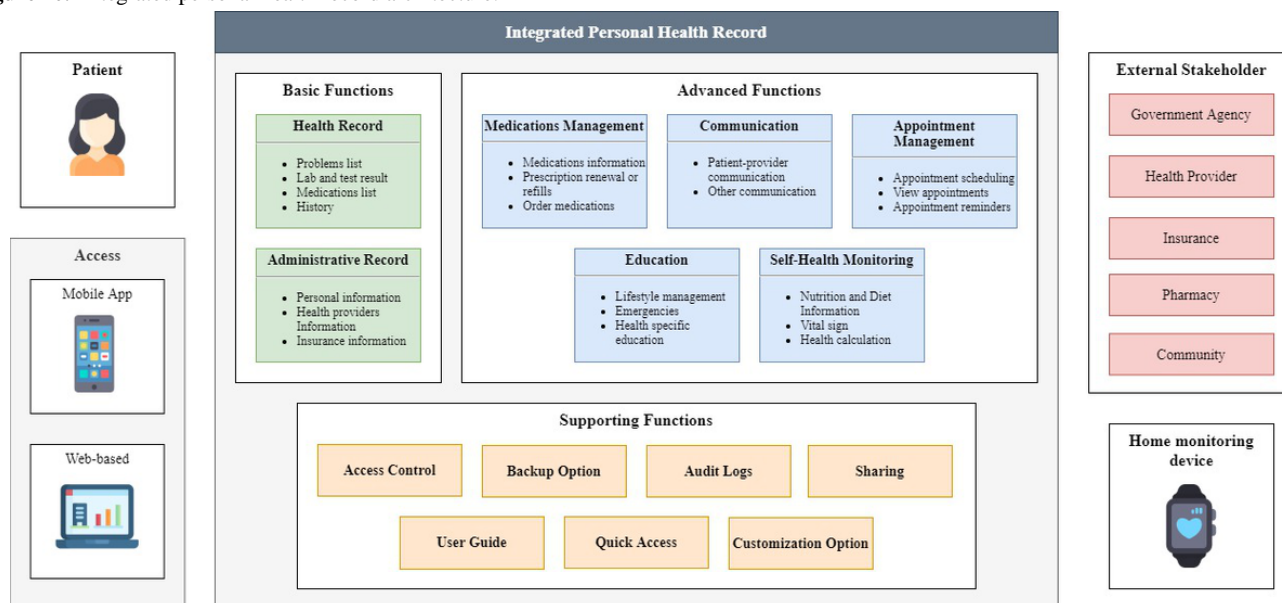 Integrated Personal Health Record
Patient
Access
Mobile App
Web-based
Basic Functions
Health Record
Problems list
Lab and test result
Medications list
History
Administrative Record
Personal information
Health providers
Information
Insurance information
Advanced Functions
Medications Management
Medications information
Prescription renewal or
refills
Order medications
Communication
Patient-provider
communication
Other communication
Appointment
Management
Appointment scheduling
View appointments
Appointment reminders
Education
Lifestyle management
Emergencies
Health specific
education
Self-Health Monitoring
Nutrition and Diet
Information
Vital sign
Health calculation
Supporting Functions
Access Control
Backup Option
Audit Logs
Sharing
User Guide
Quick Access
Customization Option
External Stakeholder
Government Agency
Health Provider
Insurance
Pharmacy
Community
Home monitoring
device